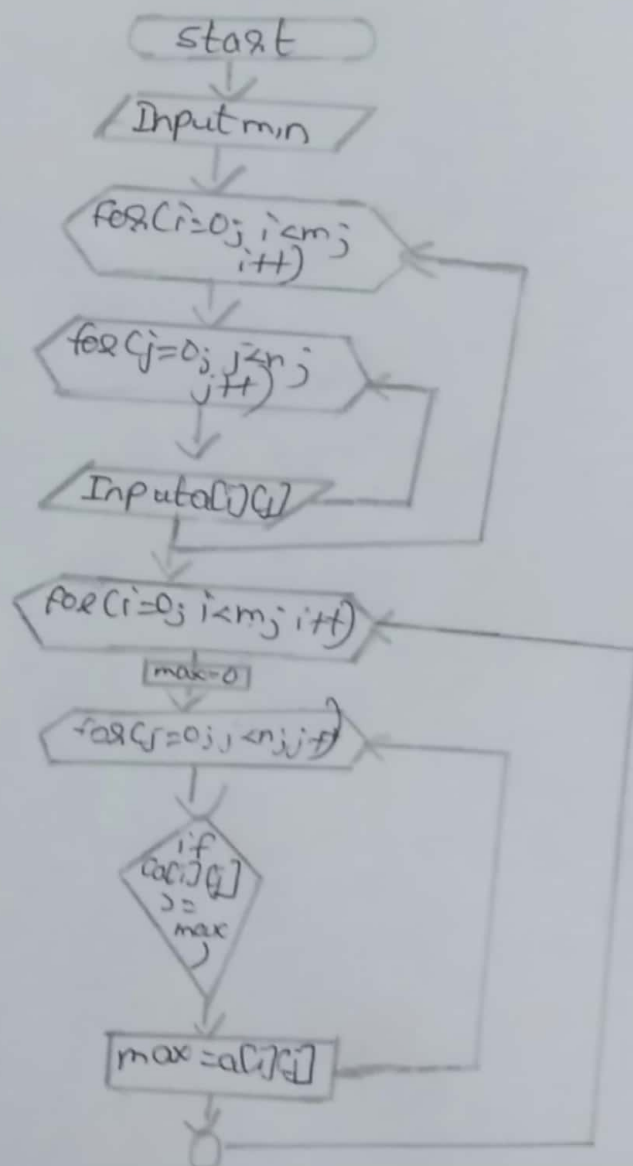 start
Input m,n
for(i=0; i<m;
i++)
for(j=0; j<n;
j++)
Input a[i][j]
for(i=0; i<m; i++)
max=0
for(j=0; j<n; j++)
if
(a[i][j]
>=
max
)
max=a[i][j]